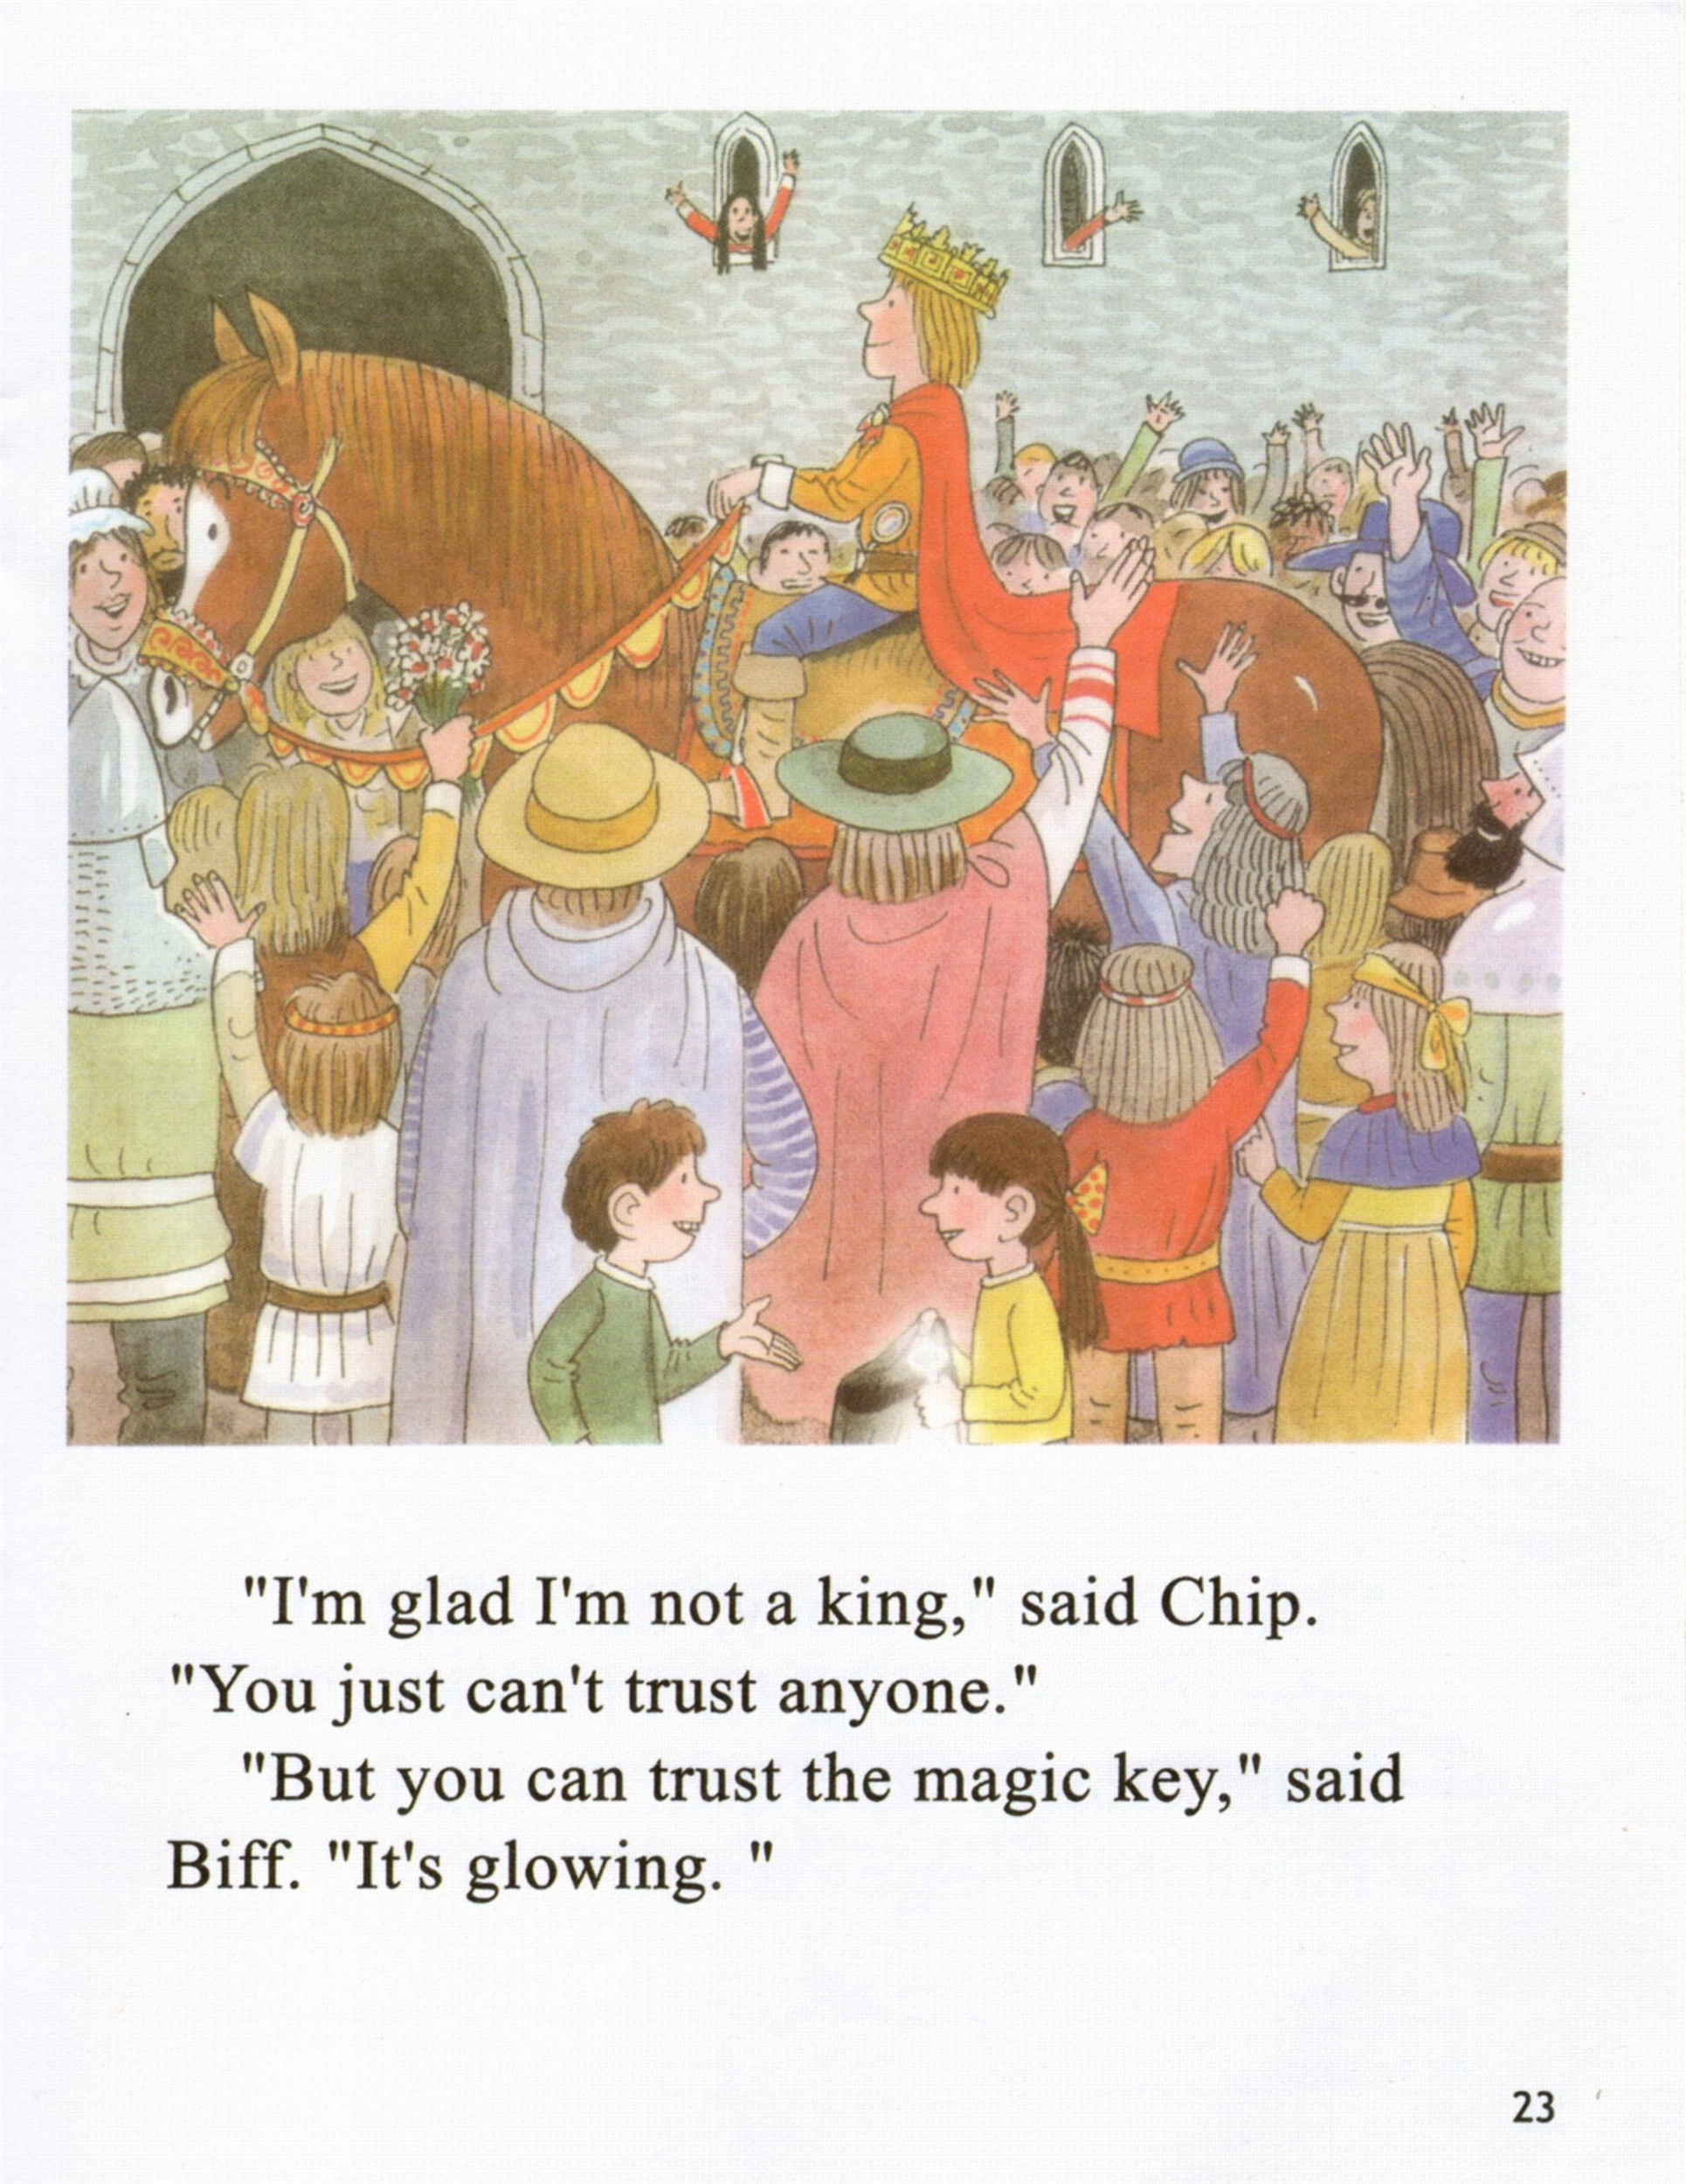 "I'm glad I'm not a king," said Chip.
"You just can't trust anyone."
"But you can trust the magic key," said
Biff. "It's glowing. "
23